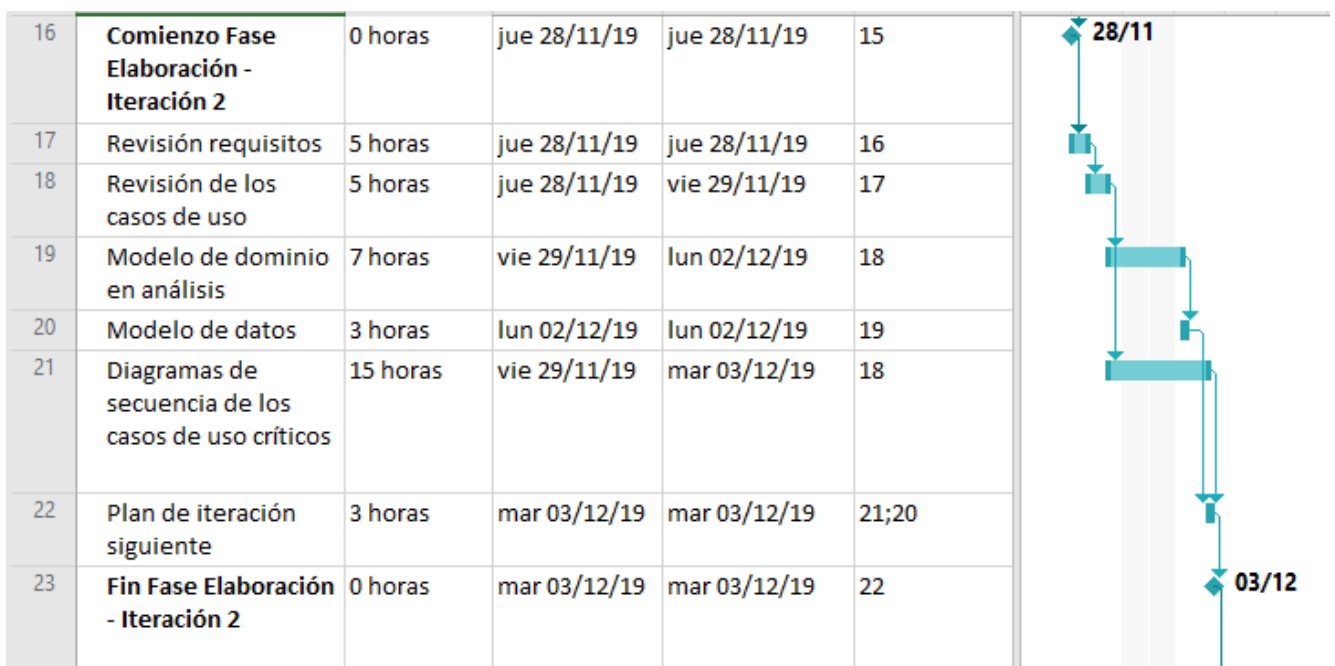 16 Comienzo Fase 0 horas jue 28/11/19 jue 28/11/19 15 28/11
Elaboración -
Iteración 2
17 Revisión requisitos 5 horas jue 28/11/19 jue 28/11/19 16
18 Revisión de los 5 horas jue 28/11/19 vie 29/11/19 17
casos de uso
19 Modelo de dominio 7 horas vie 29/11/19 lun 02/12/19 18
en análisis
20 Modelo de datos 3 horas lun 02/12/19 lun 02/12/19 19
21 Diagramas de 15 horas vie 29/11/19 mar 03/12/19 18
secuencia de los
casos de uso críticos
22 Plan de iteración 3 horas mar 03/12/19 mar 03/12/19 21;20
siguiente
23 Fin Fase Elaboración 0 horas mar 03/12/19 mar 03/12/19 22 03/12
- Iteración 2